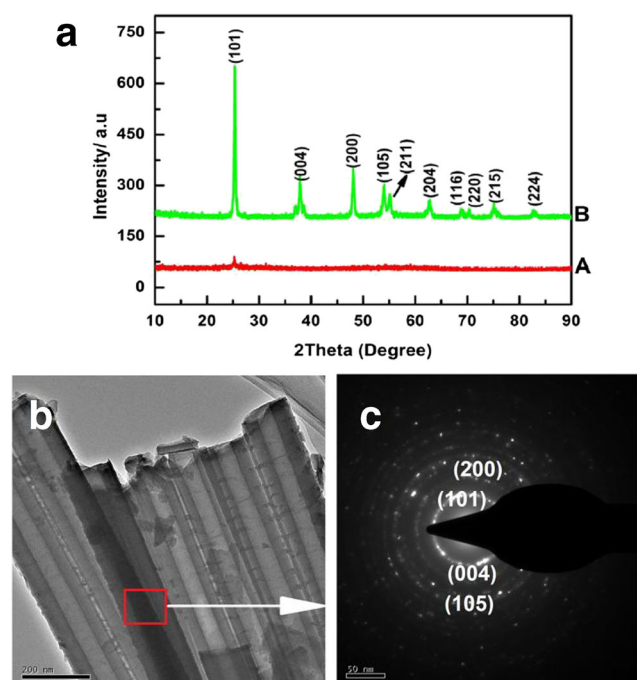 a
750
600
450
300
150
0
Intensity/ a.u
(101)
(004)
(200)
(105)
(211)
(204)
(116)
(220)
(215)
(224)
B
A
10 20 30 40 50 60 70 80 90
2Theta (Degree)
b
200 nm
c
(200)
(101)
(004)
(105)
50 nm